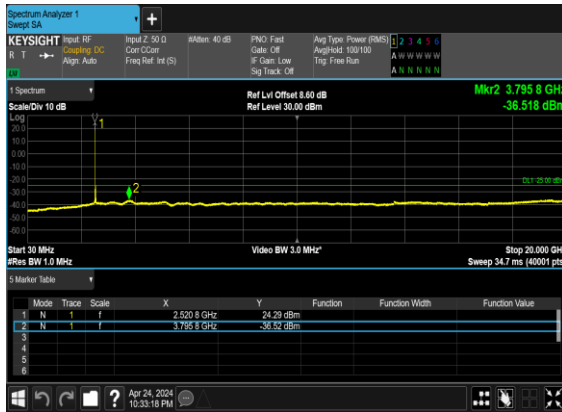 Spectrum Analyzer 1
Swept SA
+
KEYSIGHT Input: RF Input Z: 50 Ω #Atten: 40 dB PNO: Fast Avg Type: Power (RMS) 1 2 3 4 5 6
R T Coupling: DC Corr CCorr Gate: Off Avg|Hold: 100/100 A W W W W W
Align: Auto Freq Ref: Int (S) IF Gain: Low Trig: Free Run
Sig Track: Off A N N N N N
LXI
1 Spectrum Ref Lvl Offset 8.60 dB Mkr2 3.795 8 GHz
Scale/Div 10 dB Ref Level 30.00 dBm -36.518 dBm
Log
20.0
10.0
0.00
-10.0
-20.0
-30.0
-40.0
-50.0
-60.0
1
2
DL1 -25.00 dBm
Start 30 MHz Video BW 3.0 MHz* Stop 20.000 GHz
#Res BW 1.0 MHz Sweep 34.7 ms (40001 pts)
5 Marker Table
Mode Trace Scale X Y Function Function Width Function Value
1 N 1 f 2.520 8 GHz 24.29 dBm
2 N 1 f 3.795 8 GHz -36.52 dBm
3
4
5
6
? Apr 24, 2024
10:33:18 PM